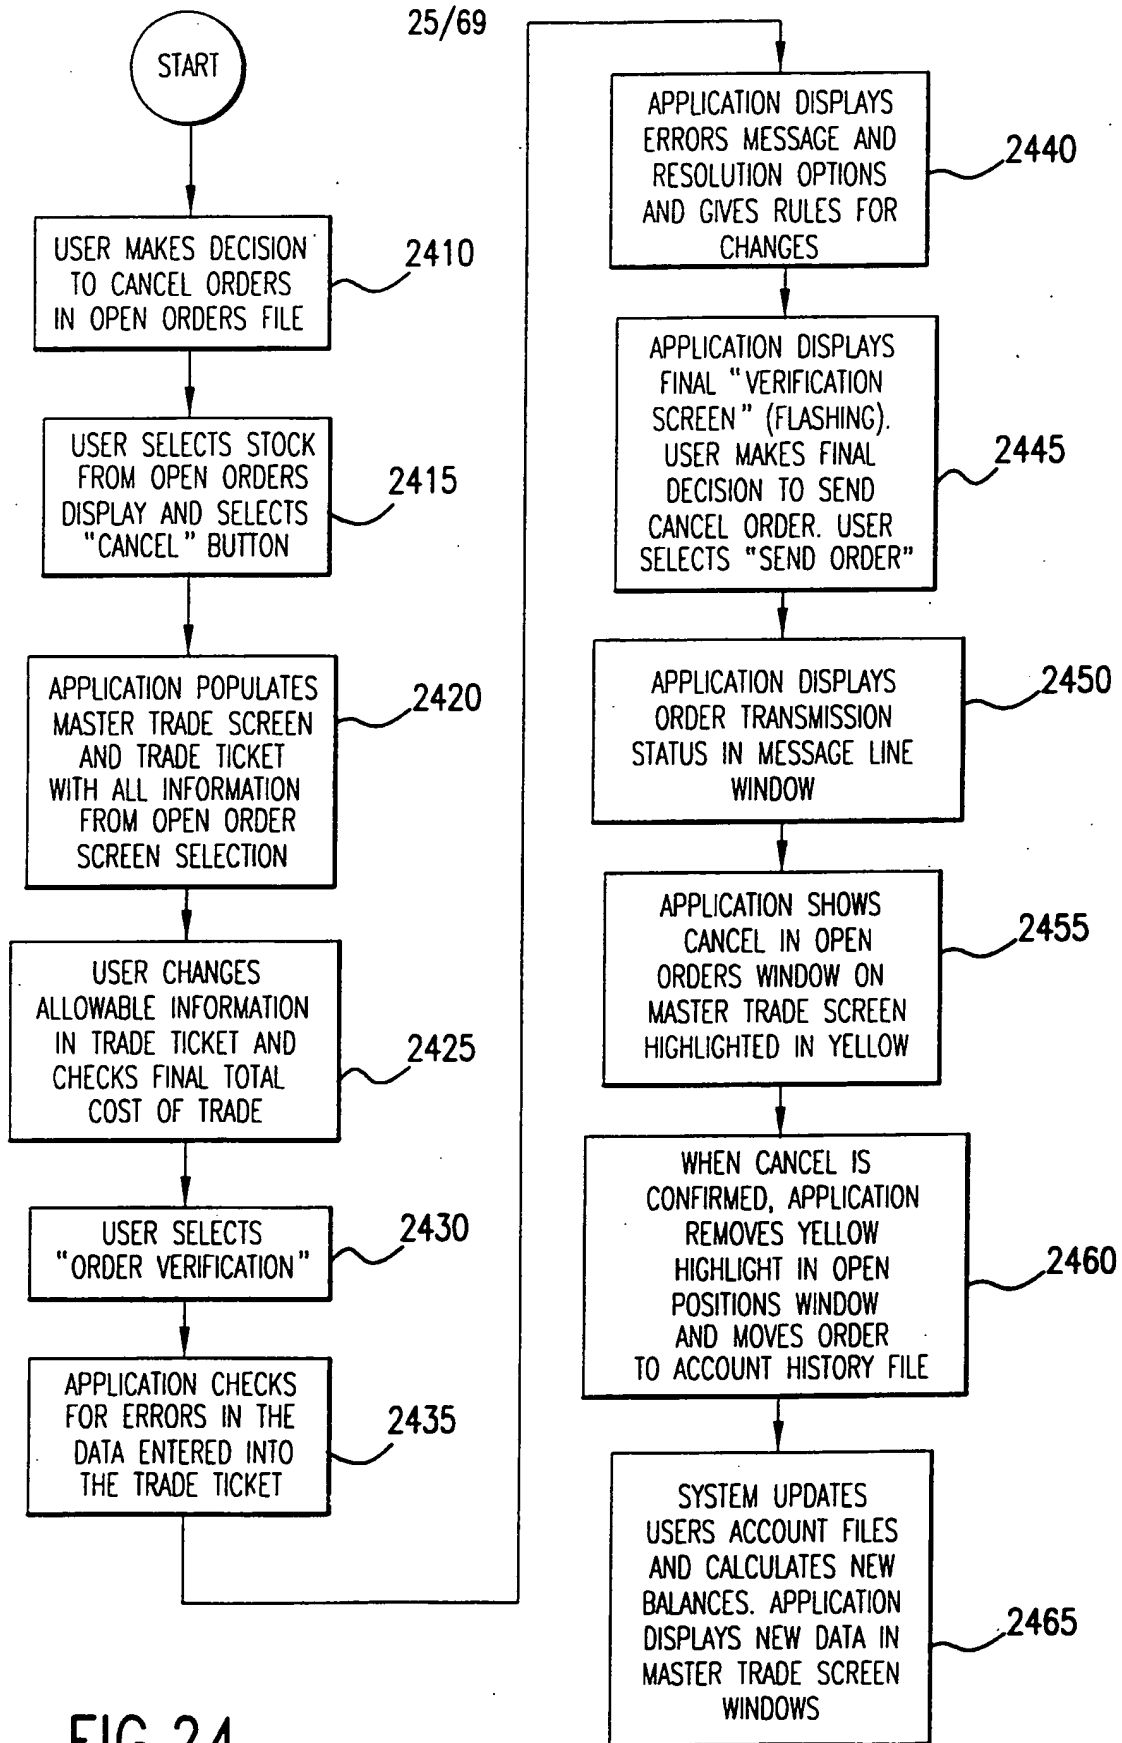 25/69
START
USER MAKES DECISION
TO CANCEL ORDERS
IN OPEN ORDERS FILE
2410
USER SELECTS STOCK
FROM OPEN ORDERS
DISPLAY AND SELECTS
"CANCEL" BUTTON
2415
APPLICATION POPULATES
MASTER TRADE SCREEN
AND TRADE TICKET
WITH ALL INFORMATION
FROM OPEN ORDER
SCREEN SELECTION
2420
USER CHANGES
ALLOWABLE INFORMATION
IN TRADE TICKET AND
CHECKS FINAL TOTAL
COST OF TRADE
2425
USER SELECTS
"ORDER VERIFICATION"
2430
APPLICATION CHECKS
FOR ERRORS IN THE
DATA ENTERED INTO
THE TRADE TICKET
2435
APPLICATION DISPLAYS
ERRORS MESSAGE AND
RESOLUTION OPTIONS
AND GIVES RULES FOR
CHANGES
2440
APPLICATION DISPLAYS
FINAL "VERIFICATION
SCREEN" (FLASHING).
USER MAKES FINAL
DECISION TO SEND
CANCEL ORDER. USER
SELECTS "SEND ORDER"
2445
APPLICATION DISPLAYS
ORDER TRANSMISSION
STATUS IN MESSAGE LINE
WINDOW
2450
APPLICATION SHOWS
CANCEL IN OPEN
ORDERS WINDOW ON
MASTER TRADE SCREEN
HIGHLIGHTED IN YELLOW
2455
WHEN CANCEL IS
CONFIRMED, APPLICATION
REMOVES YELLOW
HIGHLIGHT IN OPEN
POSITIONS WINDOW
AND MOVES ORDER
TO ACCOUNT HISTORY FILE
2460
SYSTEM UPDATES
USERS ACCOUNT FILES
AND CALCULATES NEW
BALANCES. APPLICATION
DISPLAYS NEW DATA IN
MASTER TRADE SCREEN
WINDOWS
2465
FIG.24